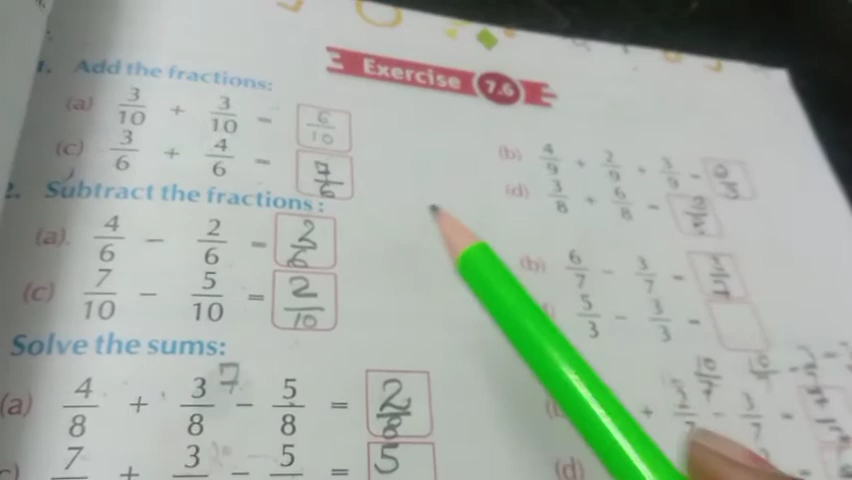 Exercise 7.6
1. Add the fractions:
(a) 3/10 + 3/10 = 6/10
(b) 4/9 + 2/9 + 3/9 =
(c) 3/6 + 4/6 = 7/6
(d) 3/8 + 6/8 =
2. Subtract the fractions:
(a). 4/6 - 2/6 = 2/6
(b) 6/7 - 3/7 =
(c) 7/10 - 5/10 = 2/10
5/3 - 3/3 =
Solve the sums:
(a) 4/8 + 3/8 7 - 5/8 = 2/8
+ - 3/7 =
7 + 3 - 5 = 5
(d)